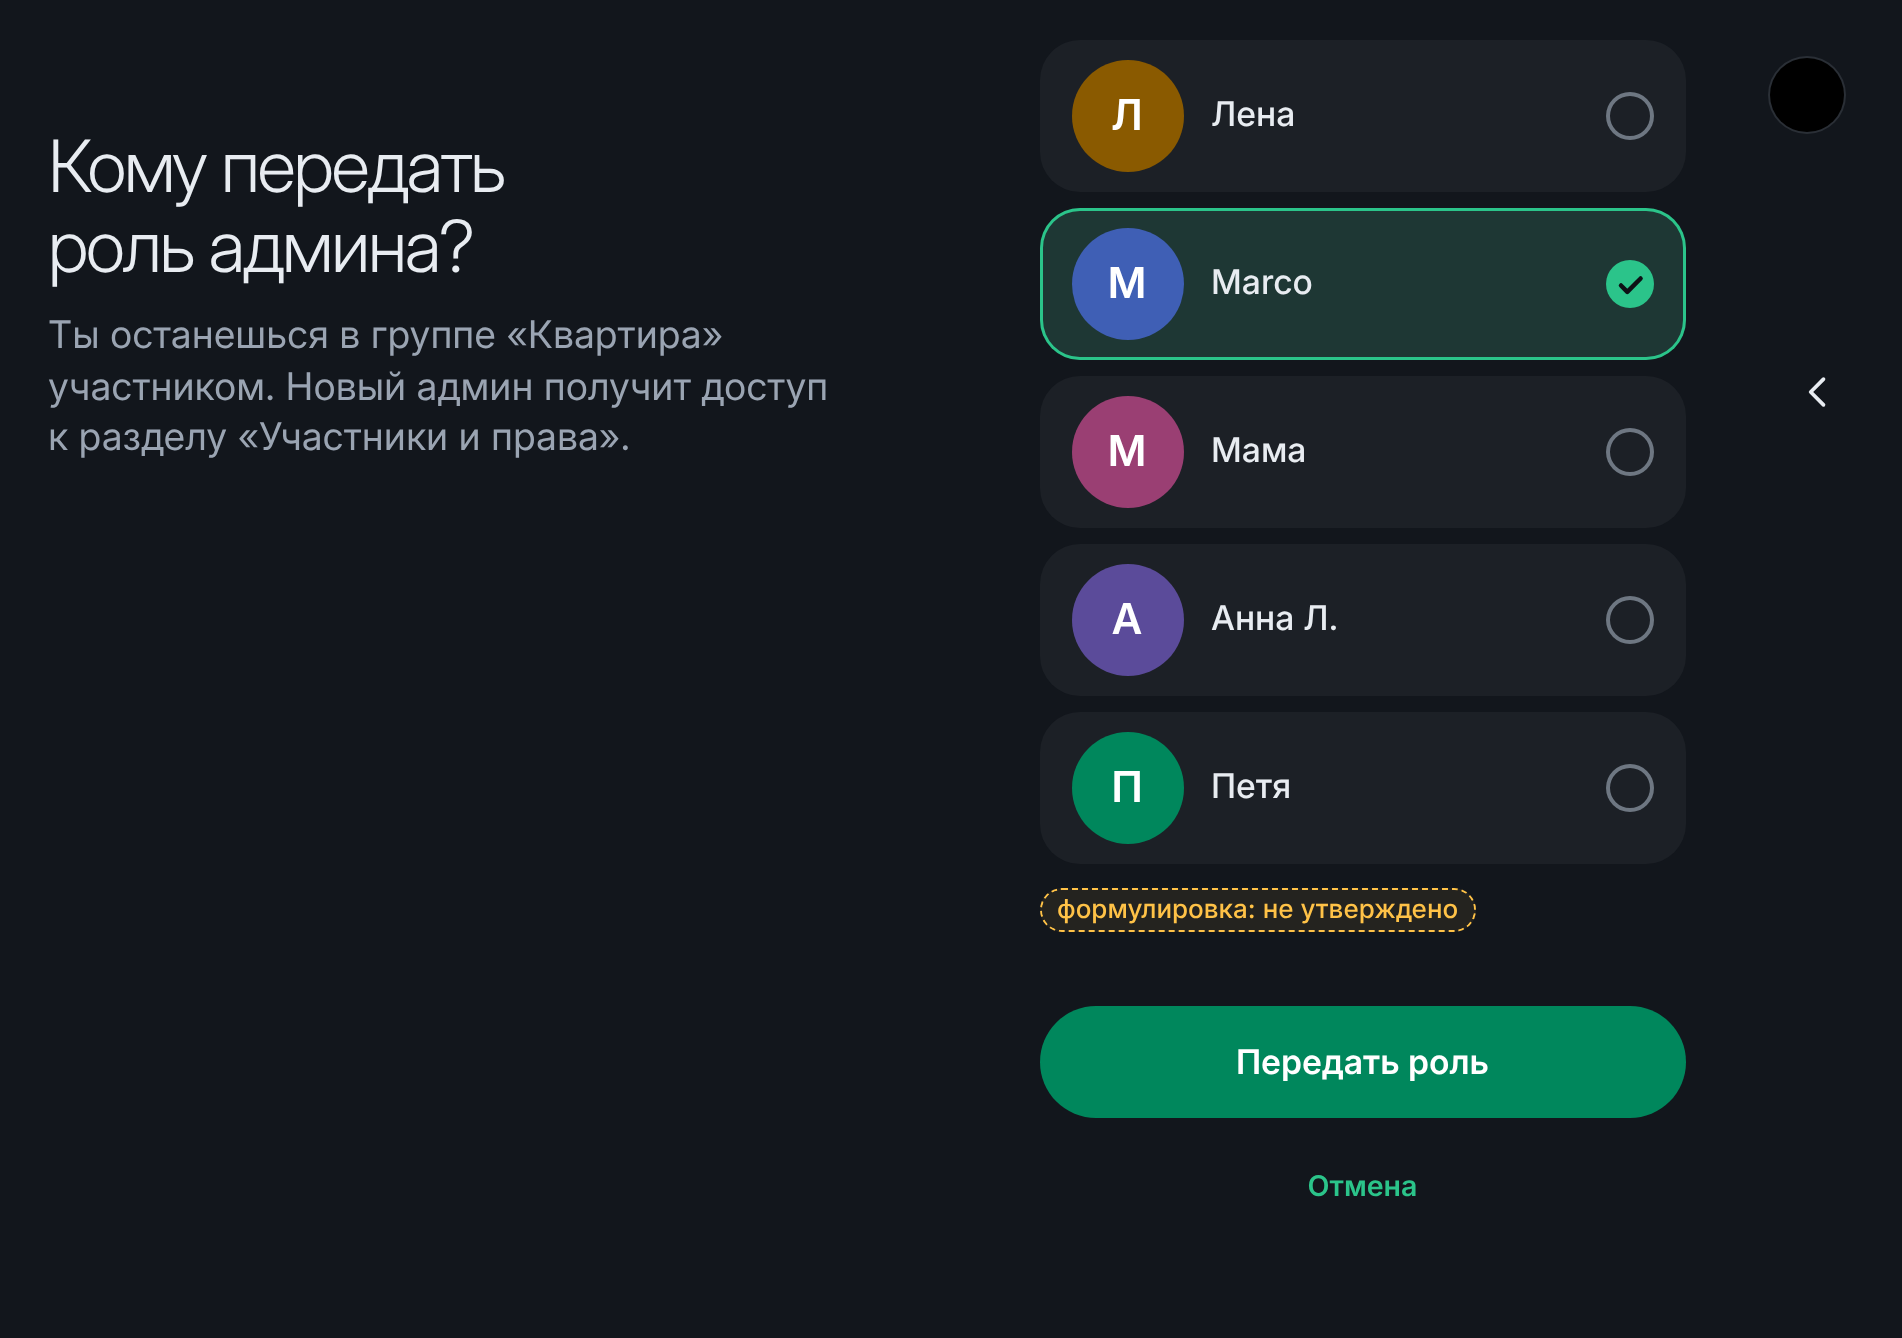 Кому передать
роль админа?
Ты останешься в группе «Квартира»
участником. Новый админ получит доступ
к разделу «Участники и права».
Л
Лена
M
Marco
М
Мама
А
Анна Л.
П
Петя
формулировка: не утверждено
Передать роль
Отмена